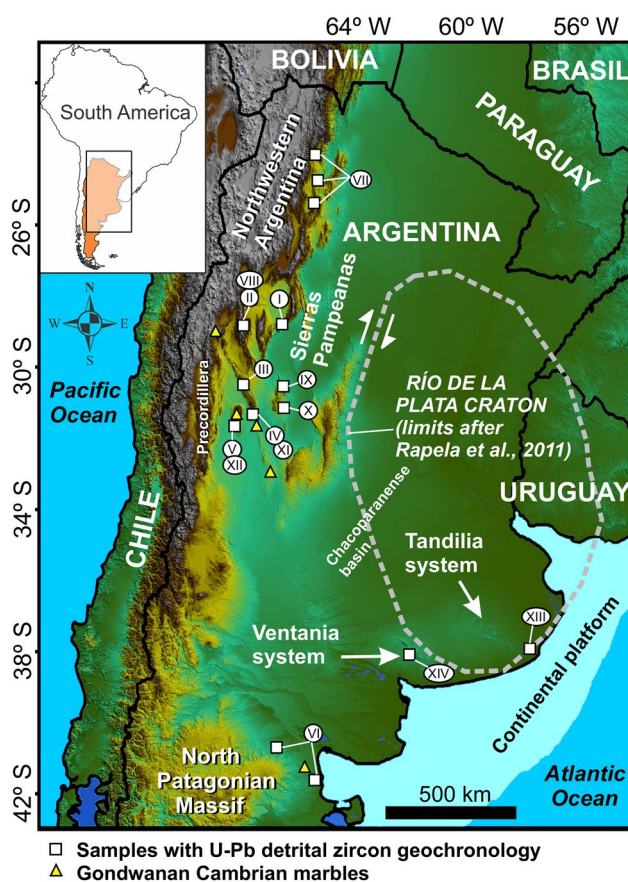 64º W
60º W
56º W
BOLIVIA
BRASIL
South America
PARAGUAY
Northwestern
Argentina
VII
26º S
ARGENTINA
VIII
II
I
N
W
E
S
Sierras
Pampeanas
30º S
III
IX
Pacific
Ocean
Precordillera
X
RÍO DE LA
PLATA CRATON
(limits after
Rapela et al., 2011)
IV
V
XI
XII
URUGUAY
CHILE
34º S
Chacoparanense
basin
Tandilia
system
XIII
Ventania
system
38º S
XIV
Continental platform
VI
North
Patagonian
Massif
Atlantic
Ocean
42º S
500 km
Samples with U-Pb detrital zircon geochronology
Gondwanan Cambrian marbles